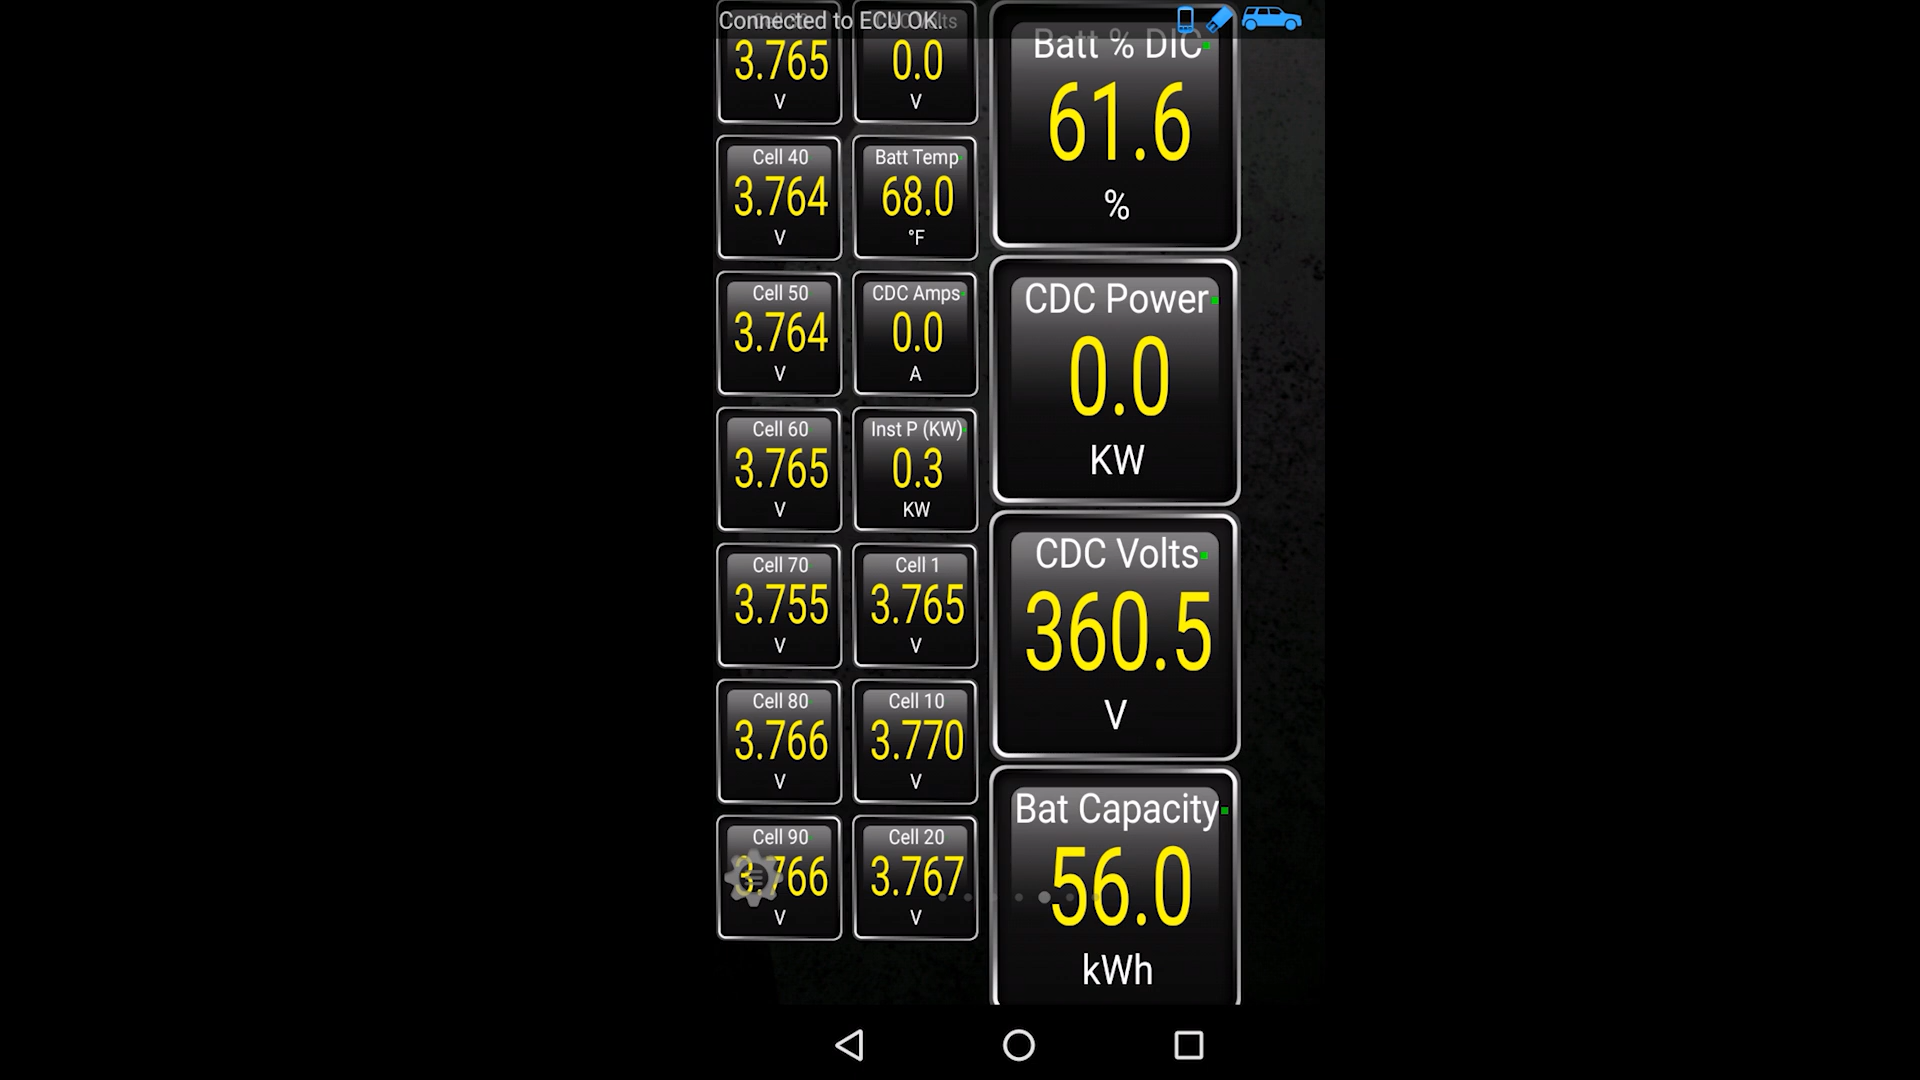 Connected to ECU OK.
3.765
V
0.0
V
Batt % DIC
61.6
%
Cell 40
3.764
V
Batt Temp
68.0
°F
Cell 50
3.764
V
CDC Amps
0.0
A
CDC Power
0.0
KW
Cell 60
3.765
V
Inst P (KW)
0.3
KW
Cell 70
3.755
V
Cell 1
3.765
V
CDC Volts
360.5
V
Cell 80
3.766
V
Cell 10
3.770
V
Cell 90
3.766
V
Cell 20
3.767
V
Bat Capacity
56.0
kWh